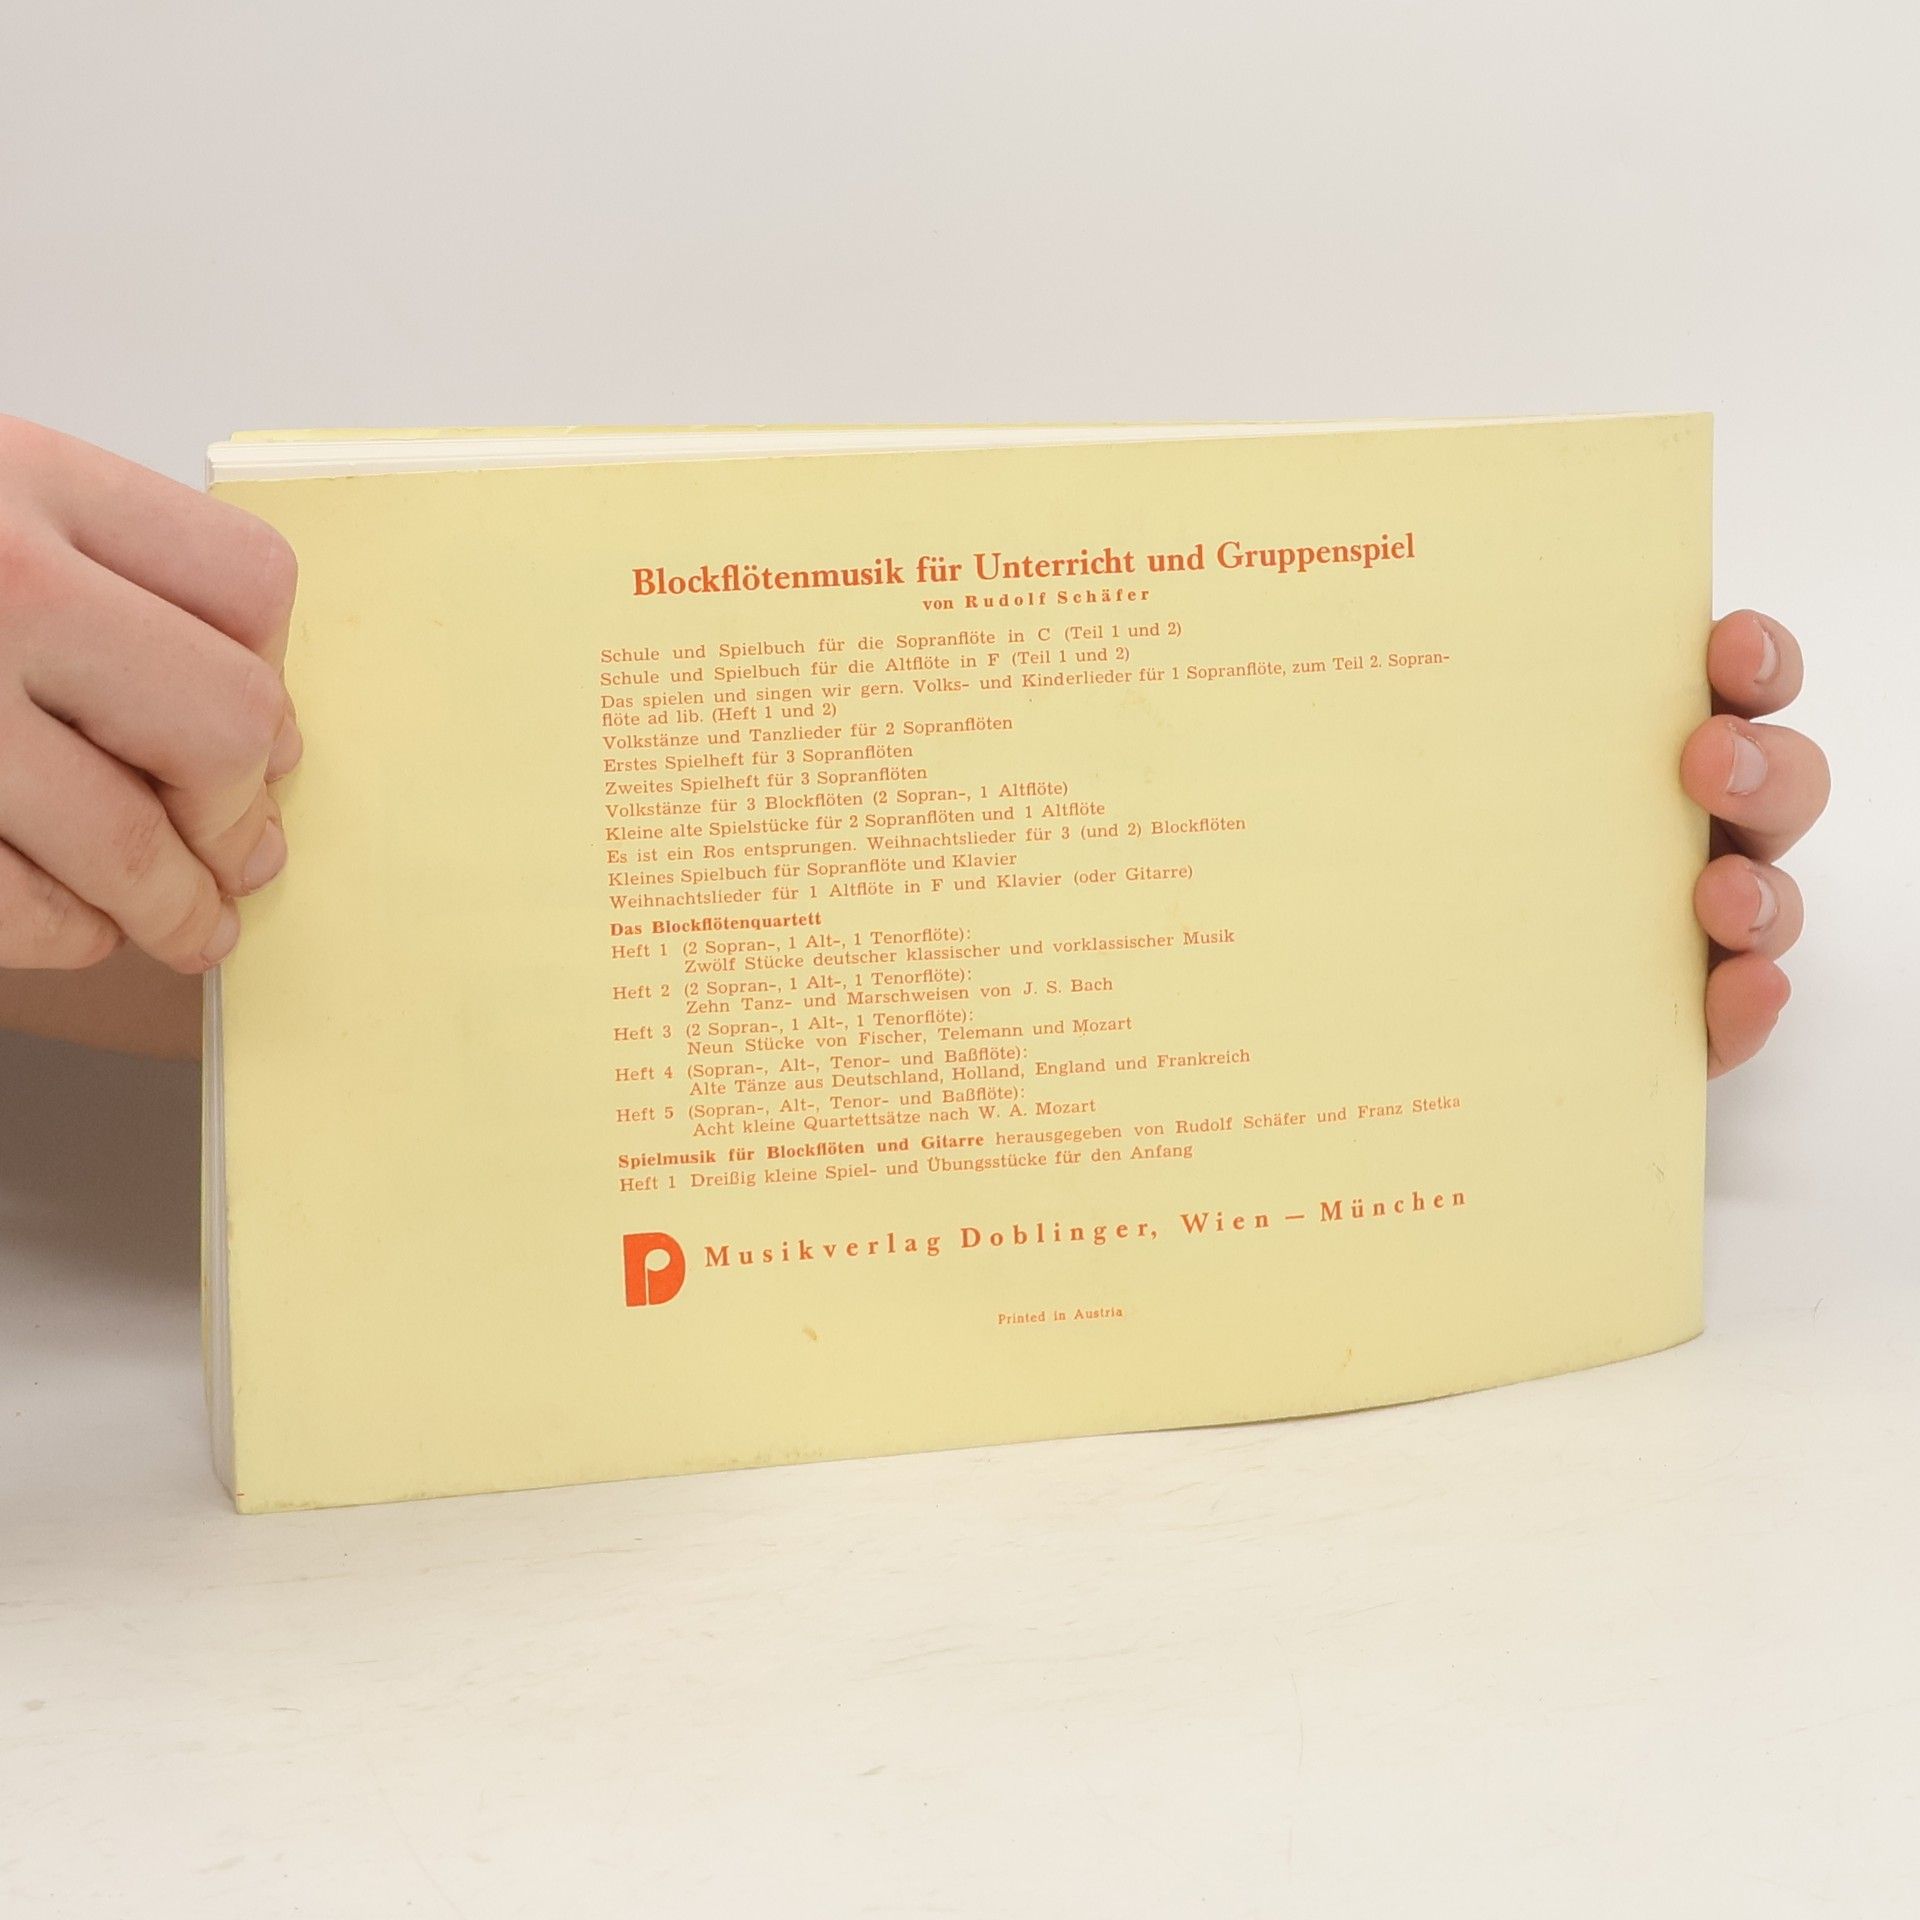 Blockflötenmusik für Unterricht und Gruppenspiel
von Rudolf Schäfer
Schule und Spielbuch für die Sopranflöte in C (Teil 1 und 2)
Schule und Spielbuch für die Altflöte in F (Teil 1 und 2)
Das spielen und singen wir gern. Volks- und Kinderlieder für 1 Sopranflöte, zum Teil 2. Sopran-
flöte ad lib. (Heft 1 und 2)
Volkstänze und Tanzlieder für 2 Sopranflöten
Erstes Spielheft für 3 Sopranflöten
Zweites Spielheft für 3 Sopranflöten
Volkstänze für 3 Blockflöten (2 Sopran-, 1 Altflöte)
Kleine alte Spielstücke für 2 Sopranflöten und 1 Altflöte
Es ist ein Ros entsprungen. Weihnachtslieder für 3 (und 2) Blockflöten
Kleines Spielbuch für Sopranflöte und Klavier
Weihnachtslieder für 1 Altflöte in F und Klavier (oder Gitarre)
Das Blockflötenquartett
Heft 1 (2 Sopran-, 1 Alt-, 1 Tenorflöte):
Zwölf Stücke deutscher klassischer und vorklassischer Musik
Heft 2 (2 Sopran-, 1 Alt-, 1 Tenorflöte):
Zehn Tanz- und Marschweisen von J. S. Bach
Heft 3 (2 Sopran-, 1 Alt-, 1 Tenorflöte):
Neun Stücke von Fischer, Telemann und Mozart
Heft 4 (Sopran-, Alt-, Tenor- und Baßflöte):
Alte Tänze aus Deutschland, Holland, England und Frankreich
Heft 5 (Sopran-, Alt-, Tenor- und Baßflöte):
Acht kleine Quartettsätze nach W. A. Mozart
Spielmusik für Blockflöten und Gitarre herausgegeben von Rudolf Schäfer und Franz Stetka
Heft 1 Dreißig kleine Spiel- und Übungsstücke für den Anfang
Musikverlag Doblinger, Wien — München
Printed in Austria